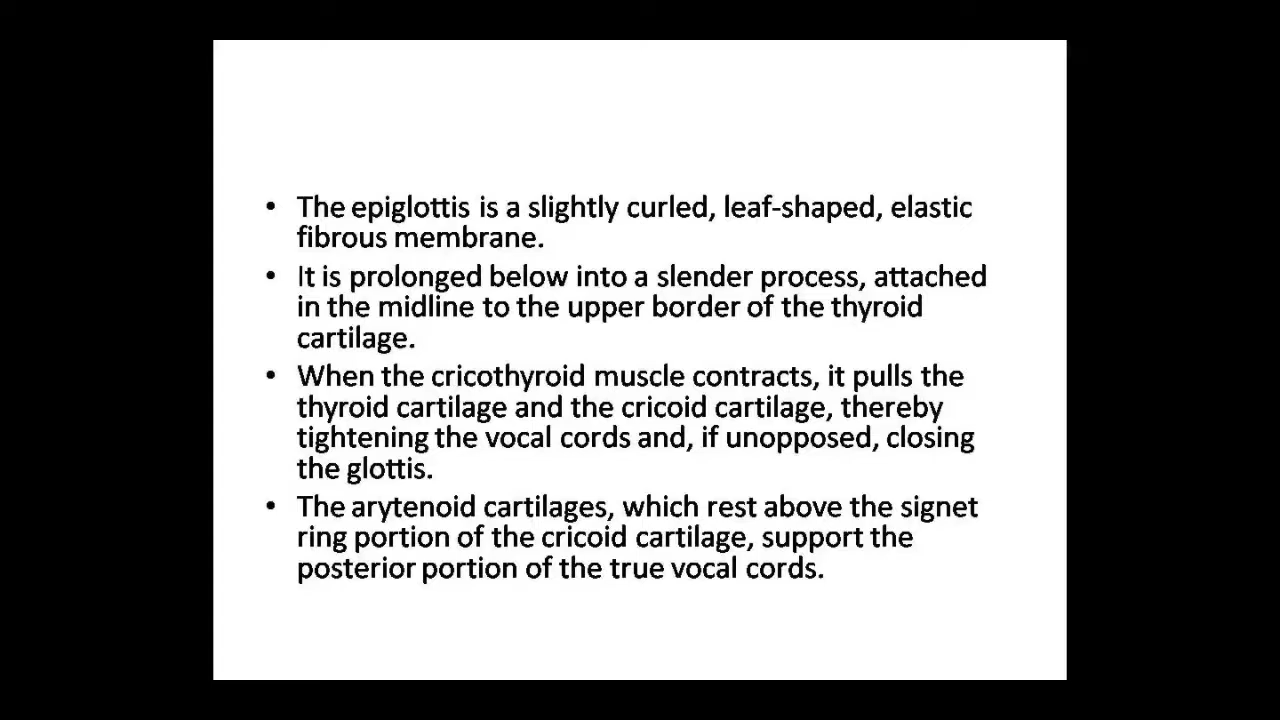 • The epiglottis is a slightly curled, leaf-shaped, elastic
fibrous membrane.
• It is prolonged below into a slender process, attached
in the midline to the upper border of the thyroid
cartilage.
• When the cricothyroid muscle contracts, it pulls the
thyroid cartilage and the cricoid cartilage, thereby
tightening the vocal cords and, if unopposed, closing
the glottis.
• The arytenoid cartilages, which rest above the signet
ring portion of the cricoid cartilage, support the
posterior portion of the true vocal cords.